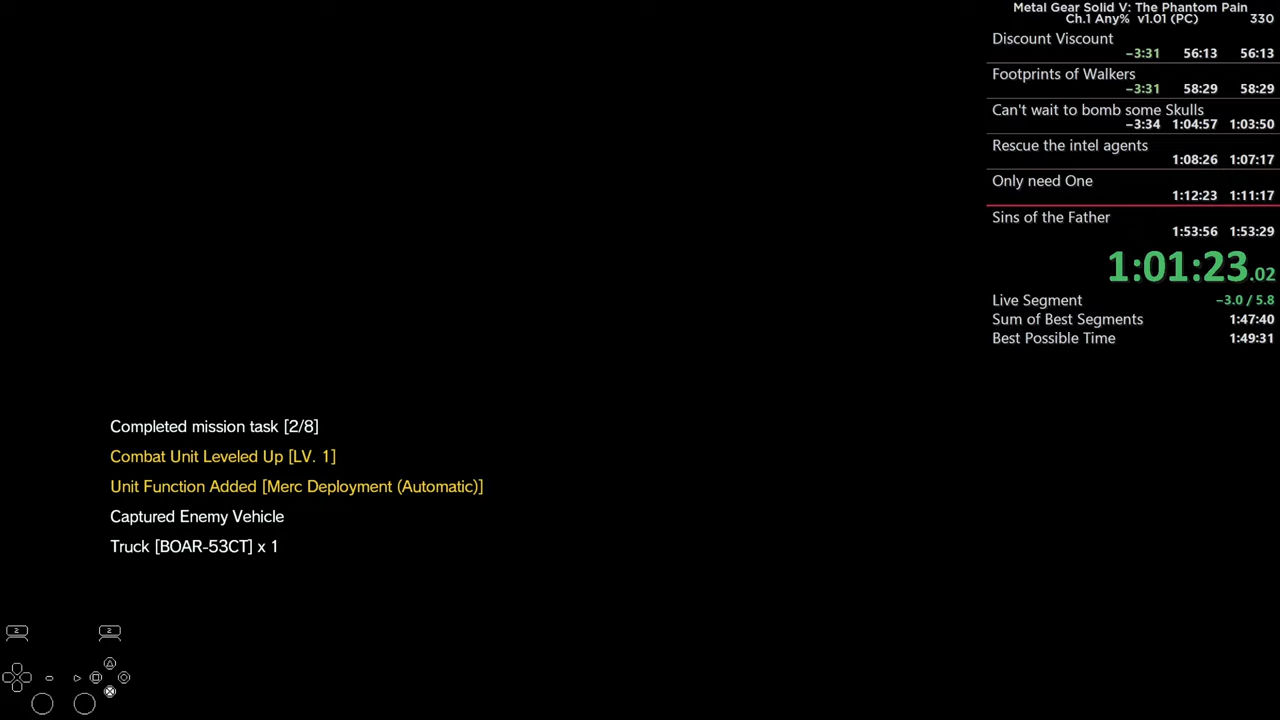 Metal Gear Solid V: The Phantom Pain
Ch.1 Any% v1.01 (PC) 330
Discount Viscount
-3:31 56:13 56:13
Footprints of Walkers
-3:31 58:29 58:29
Can't wait to bomb some Skulls
-3:34 1:04:57 1:03:50
Rescue the intel agents
1:08:26 1:07:17
Only need One
1:12:23 1:11:17
Sins of the Father
1:53:56 1:53:29
1:01:23.02
Live Segment -3.0 / 5.8
Sum of Best Segments 1:47:40
Best Possible Time 1:49:31
Completed mission task [2/8]
Combat Unit Leveled Up [LV. 1]
Unit Function Added [Merc Deployment (Automatic)]
Captured Enemy Vehicle
Truck [BOAR-53CT] x 1
2 2